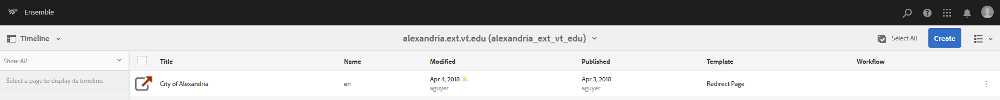 VT Ensemble
Timeline
alexandria.ext.vt.edu (alexandria_ext_vt_edu)
Select All
Create
Show All
Select a page to display its timeline.
Title Name Modified Published Template Workflow
City of Alexandria en Apr 4, 2018 Apr 3, 2018 Redirect Page
aguyer aguyer